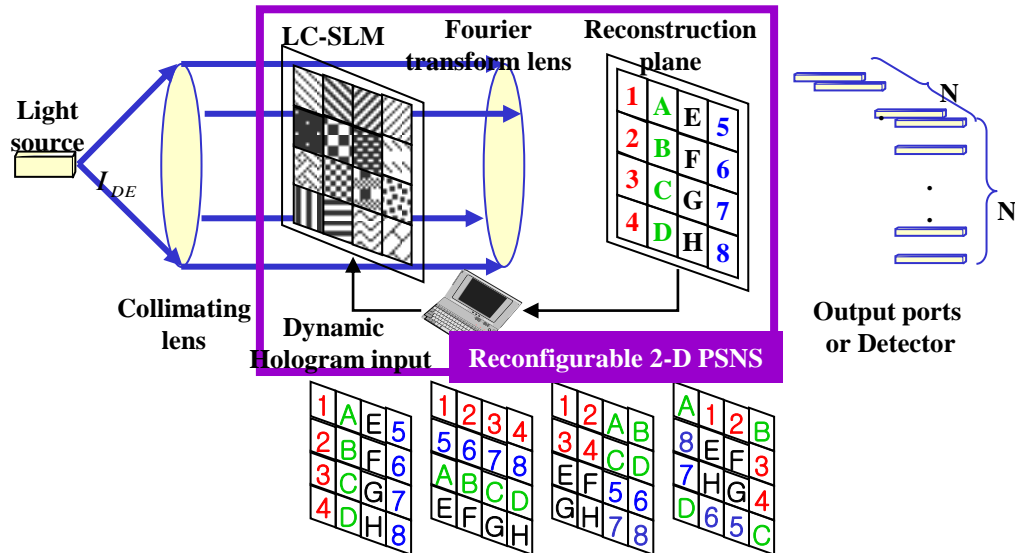 LC-SLM
Fourier
transform lens
Reconstruction
plane
Light
source
I DE
1 A E 5
2 B F 6
3 C G 7
4 D H 8
N
N
Collimating
lens
Dynamic
Hologram input
Reconfigurable 2-D PSNS
Output ports
or Detector
1 A E 5
2 B F 6
3 C G 7
4 D H 8
1 2 3 4
5 6 7 8
A B C D
E F G H
1 2 A B
3 4 C D
E F 5 6
G H 7 8
A 1 2 B
8 E F 3
7 H G 4
D 6 5 C